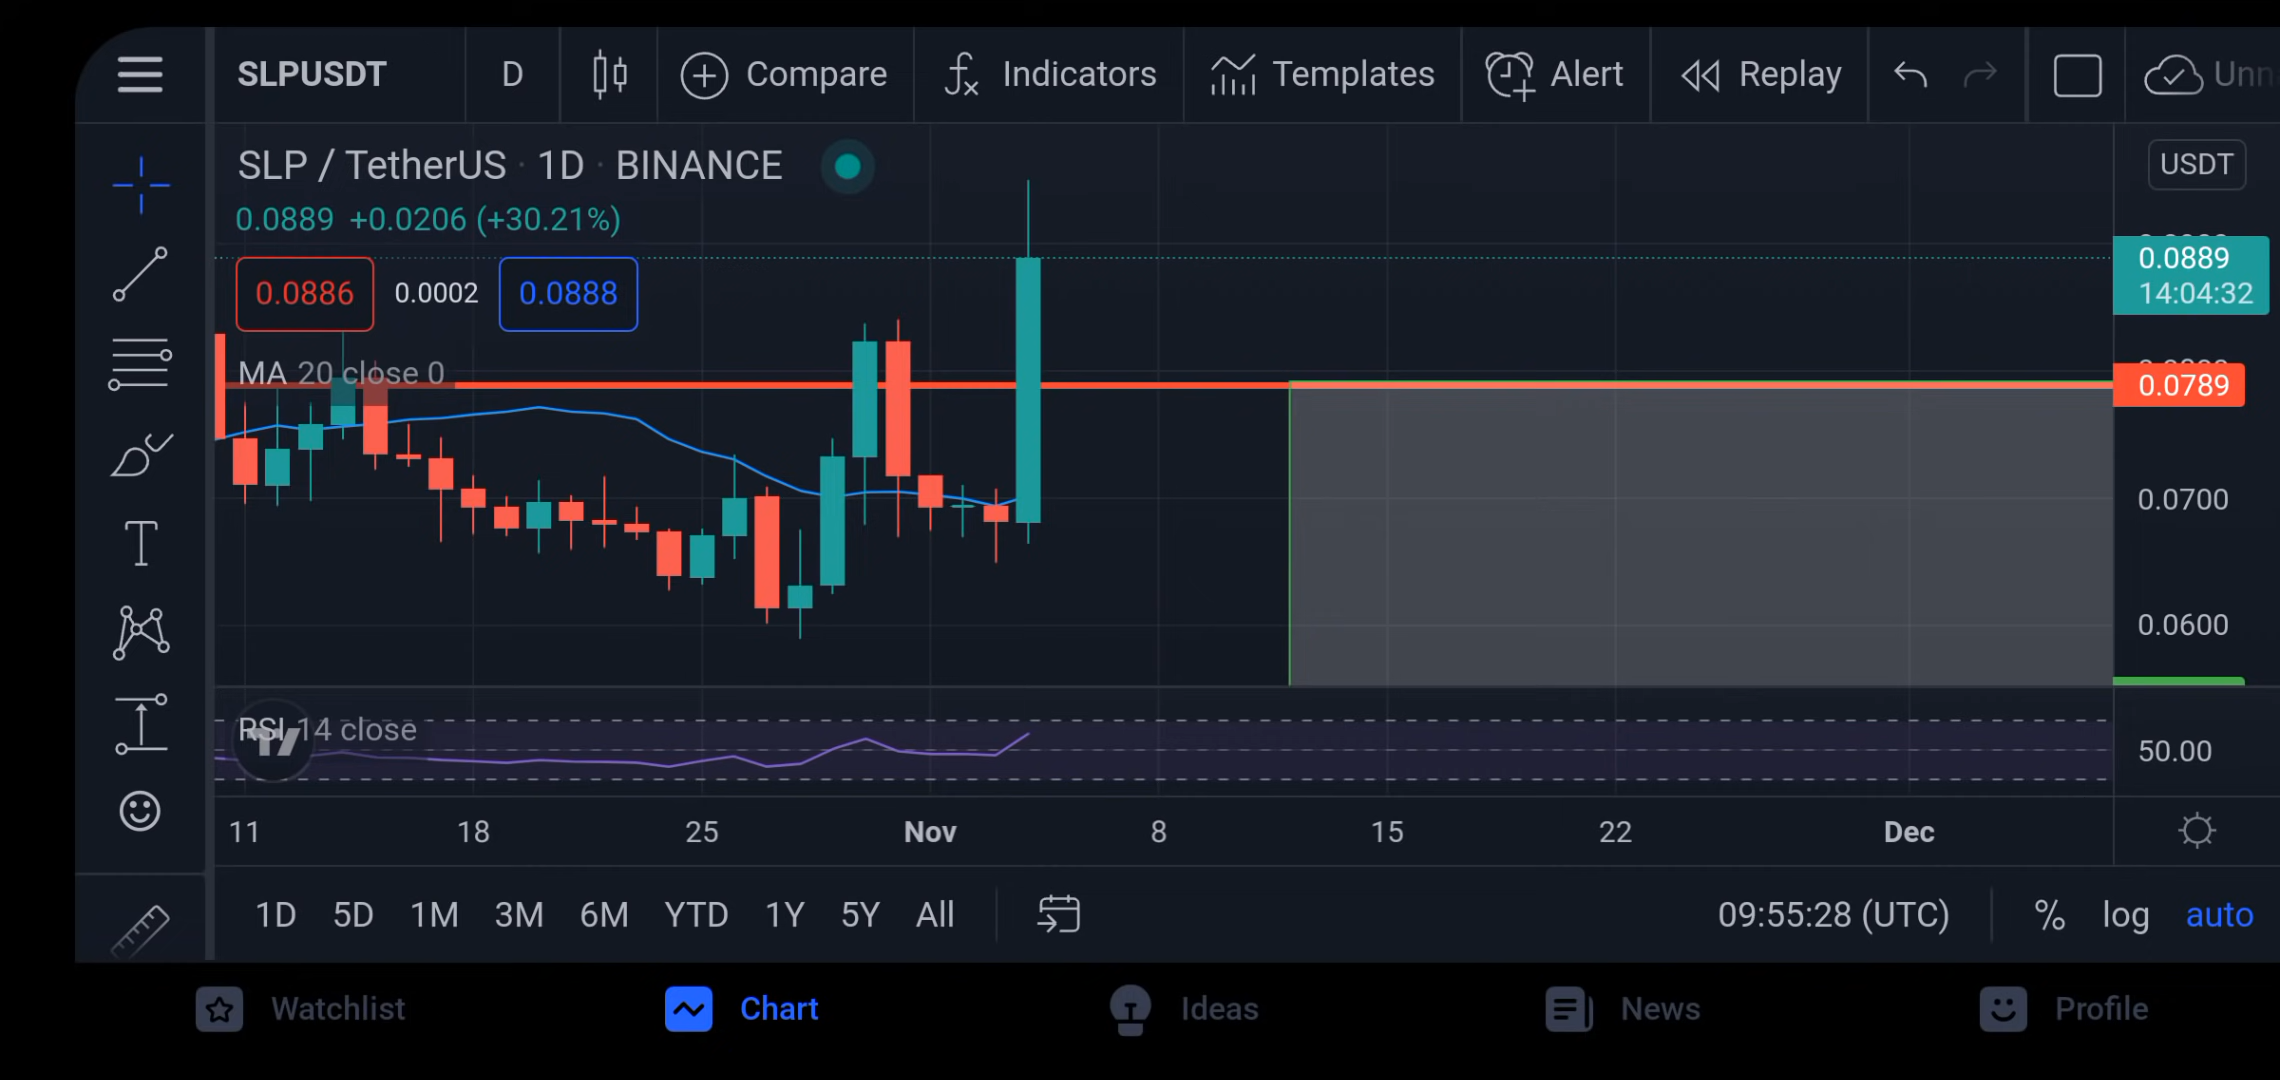 SLPUSDT D Compare Indicators Templates Alert Replay
SLP / TetherUS · 1D · BINANCE USDT
0.0889 +0.0206 (+30.21%)
0.0889
14:04:32
0.0886 0.0002 0.0888
MA 20 close 0
0.0789
0.0700
0.0600
RSI 14 close
50.00
11 18 25 Nov 8 15 22 Dec
1D 5D 1M 3M 6M YTD 1Y 5Y All 09:55:28 (UTC) % log auto
Watchlist Chart Ideas News Profile